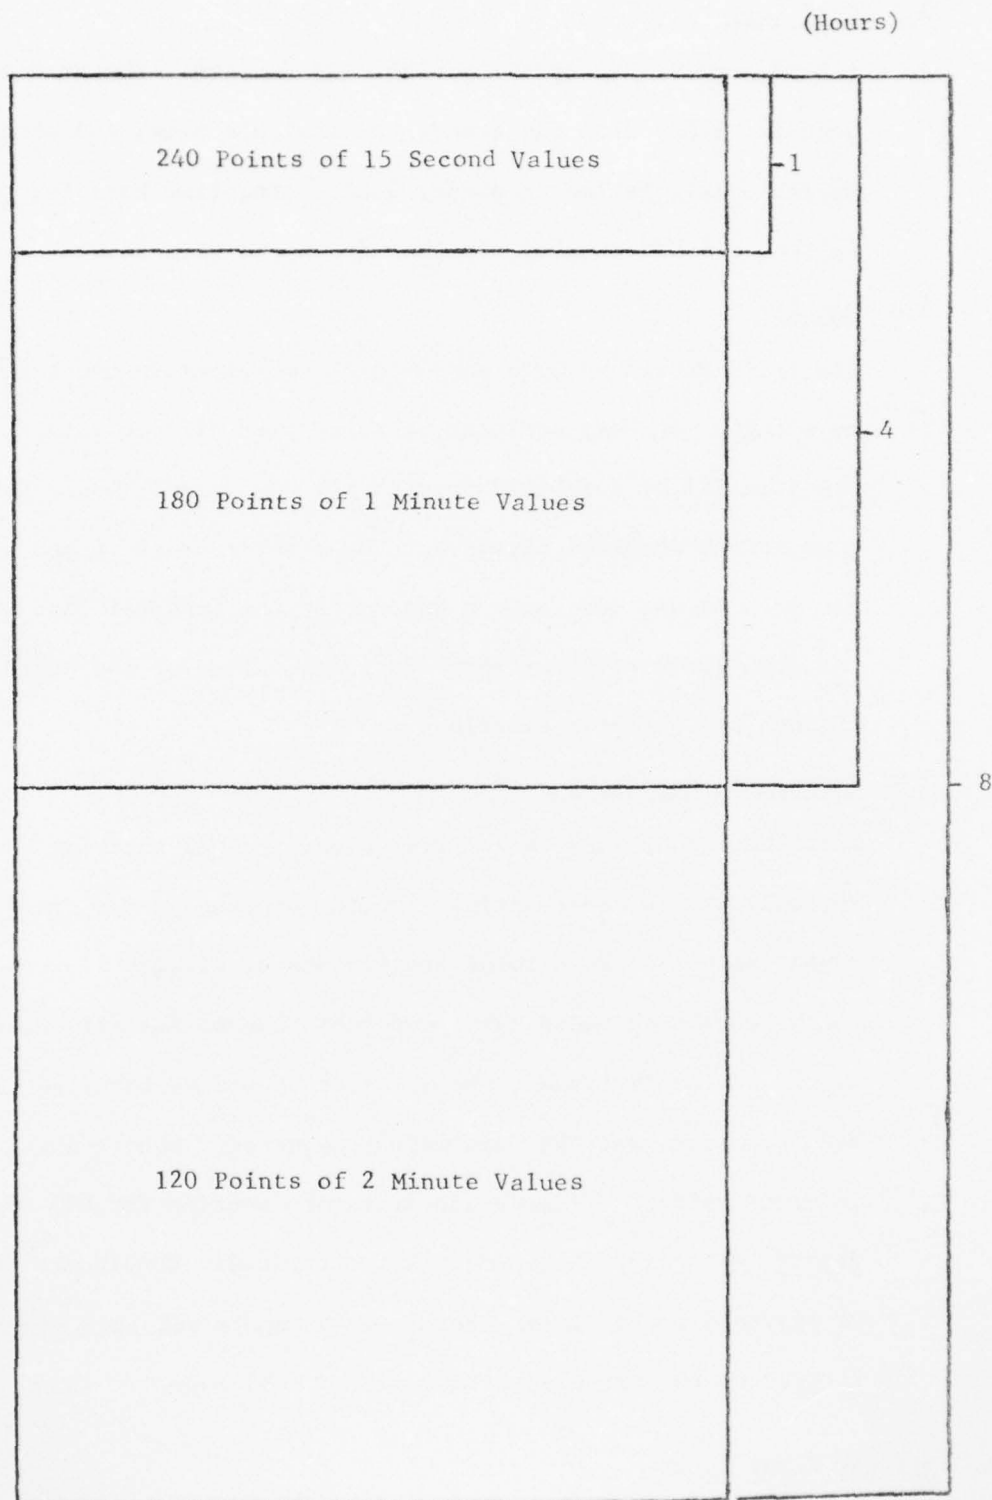 (Hours)
240 Points of 15 Second Values
1
4
180 Points of 1 Minute Values
8
120 Points of 2 Minute Values